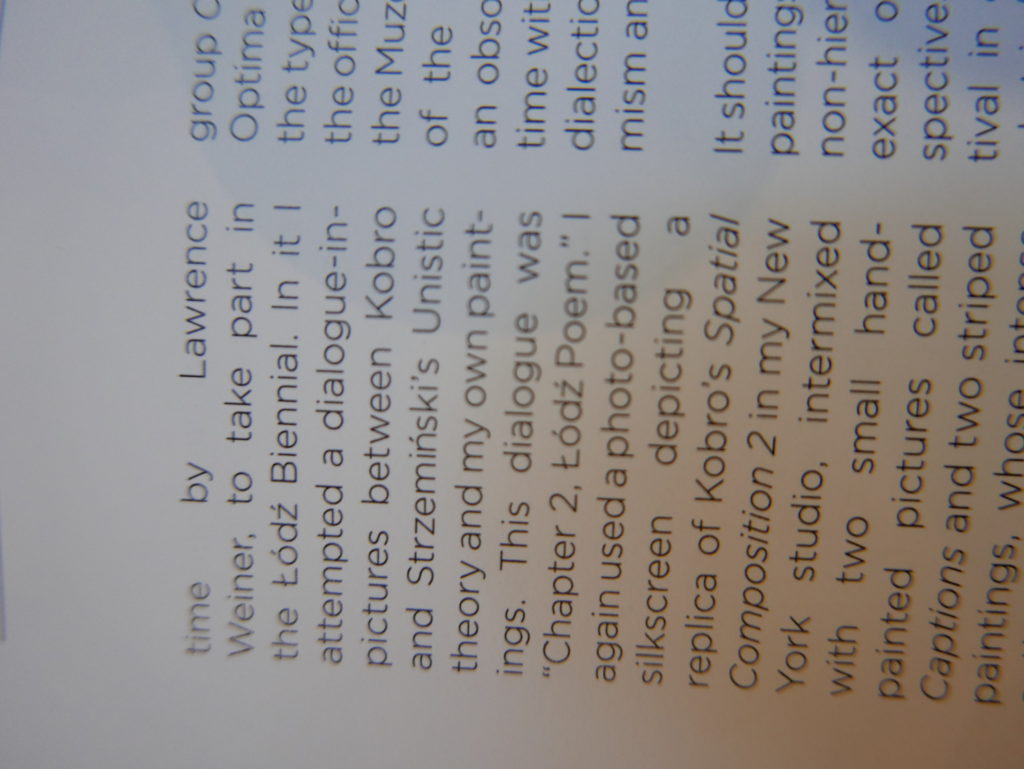 time by Lawrence
Weiner, to take part in
the Łódź Biennial. In it I
attempted a dialogue-in-
pictures between Kobro
and Strzemiński's Unistic
theory and my own paint-
ings. This dialogue was
“Chapter 2, Łódź Poem.” I
again used a photo-based
silkscreen depicting a
replica of Kobro's Spatial
Composition 2 in my New
York studio, intermixed
with two small hand-
painted pictures called
Captions and two striped
paintings, whose
group
Optima
the type
the offic
the Muze
of the
an obso
time wit
dialectic
mism an
It should
painting
non-hier
exact o
spective
tival in